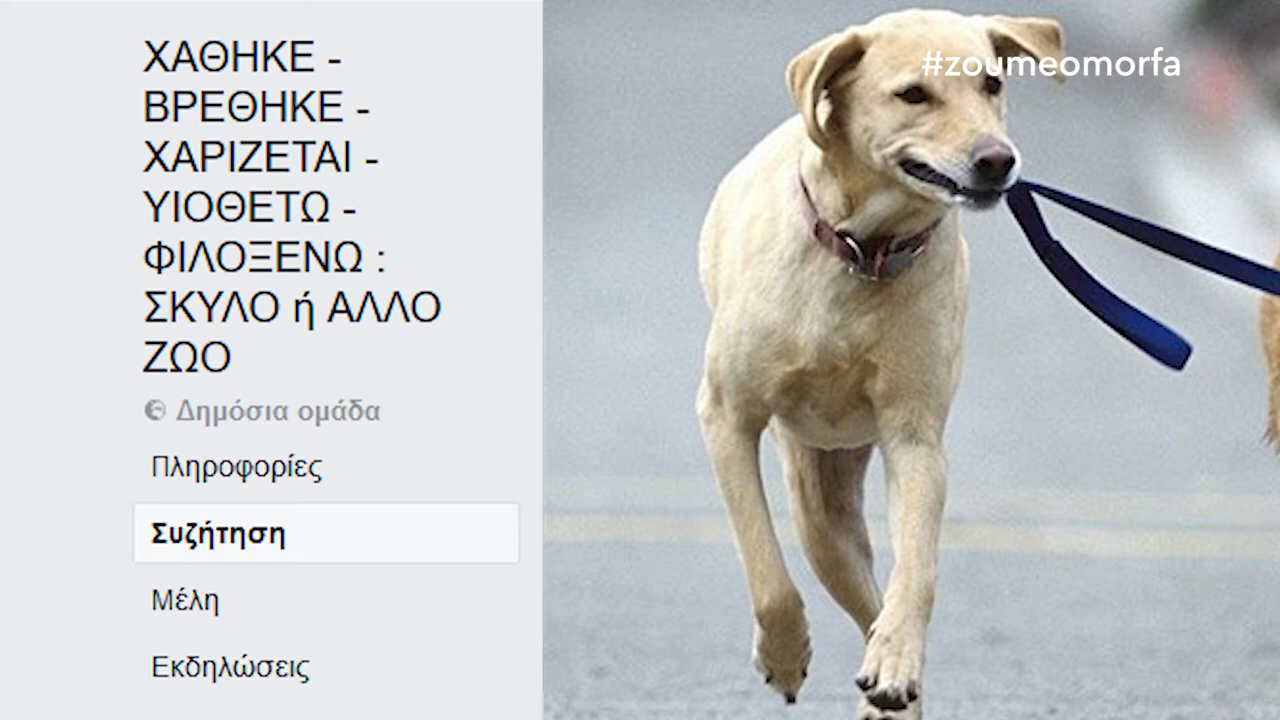 ΧΑΘΗΚΕ -
ΒΡΕΘΗΚΕ -
ΧΑΡΙΖΕΤΑΙ -
ΥΙΟΘΕΤΩ -
ΦΙΛΟΞΕΝΩ :
ΣΚΥΛΟ ή ΑΛΛΟ
ΖΩΟ
Δημόσια ομάδα
Πληροφορίες
Συζήτηση
Μέλη
Εκδηλώσεις
#zoumeomorfa